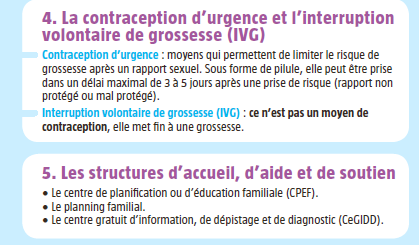 4. La contraception d'urgence et l'interruption
volontaire de grossesse (IVG)
Contraception d'urgence : moyens qui permettent de limiter le risque de
grossesse après un rapport sexuel. Sous forme de pilule, elle peut être prise
dans un délai maximal de 3 à 5 jours après une prise de risque (rapport non
protégé ou mal protégé).
Interruption volontaire de grossesse (IVG) : ce n'est pas un moyen de
contraception, elle met fin à une grossesse.
5. Les structures d'accueil, d'aide et de soutien
• Le centre de planification ou d'éducation familiale (CPEF).
• Le planning familial.
• Le centre gratuit d'information, de dépistage et de diagnostic (CeGIDD).